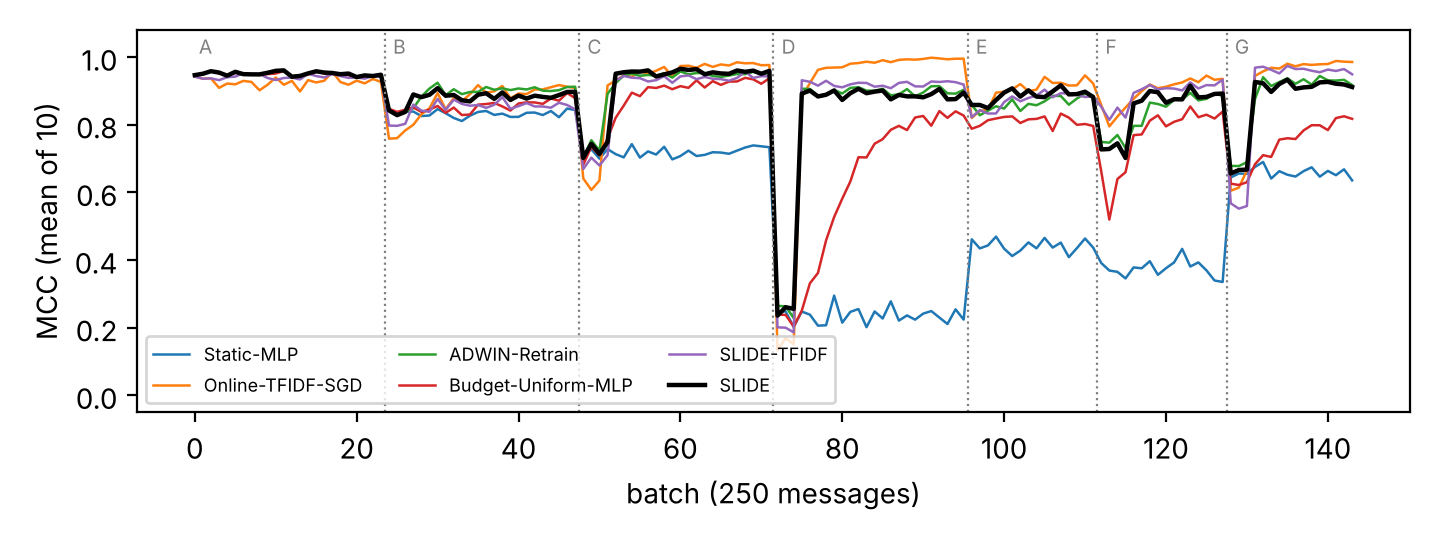 A B C D E F G
1.0
0.8
0.6
0.4
0.2
0.0
MCC (mean of 10)
Static-MLP
Online-TFIDF-SGD
ADWIN-Retrain
Budget-Uniform-MLP
SLIDE-TFIDF
SLIDE
0 20 40 60 80 100 120 140
batch (250 messages)